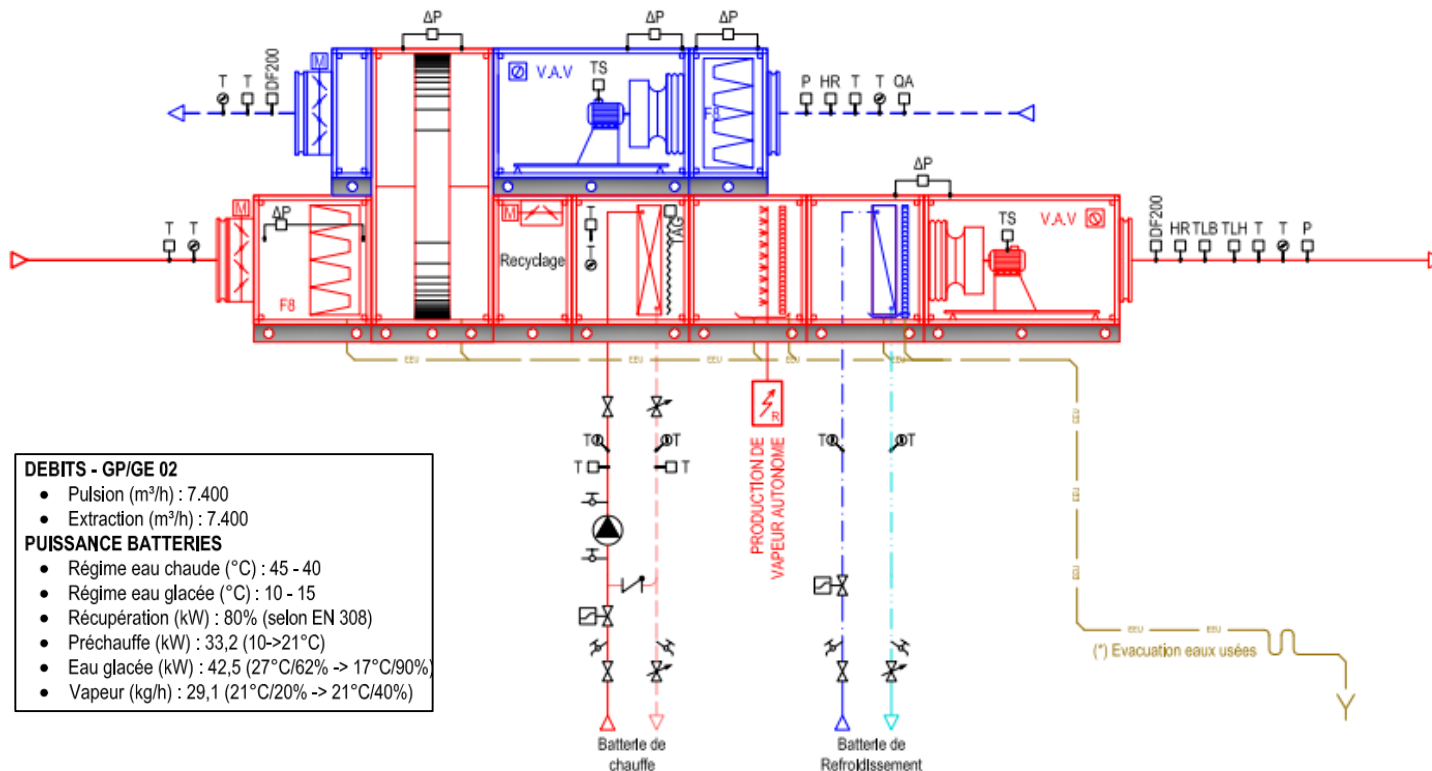 ΔP
ΔP
ΔP
M
T
T
DF200
V.A.V
TS
F8
P
HR
T
T
QA
ΔP
M
T
T
ΔP
F8
M
Recyclage
T
T
TAG
TS
V.A.V
DF200
HR
TLB
TLH
T
T
P
EEU
EEU
EEU
EEU
EEU
R
PRODUCTION DE
VAPEUR AUTONOME
T
T
T
T
T
T
EEU
EEU
EEU
EEU
(*) Evacuation eaux usées
DEBITS - GP/GE 02
• Pulsion (m³/h) : 7.400
• Extraction (m³/h) : 7.400
PUISSANCE BATTERIES
• Régime eau chaude (°C) : 45 - 40
• Régime eau glacée (°C) : 10 - 15
• Récupération (kW) : 80% (selon EN 308)
• Préchauffe (kW) : 33,2 (10->21°C)
• Eau glacée (kW) : 42,5 (27°C/62% -> 17°C/90%)
• Vapeur (kg/h) : 29,1 (21°C/20% -> 21°C/40%)
Batterie de
chauffe
Batterie de
Refroidissement